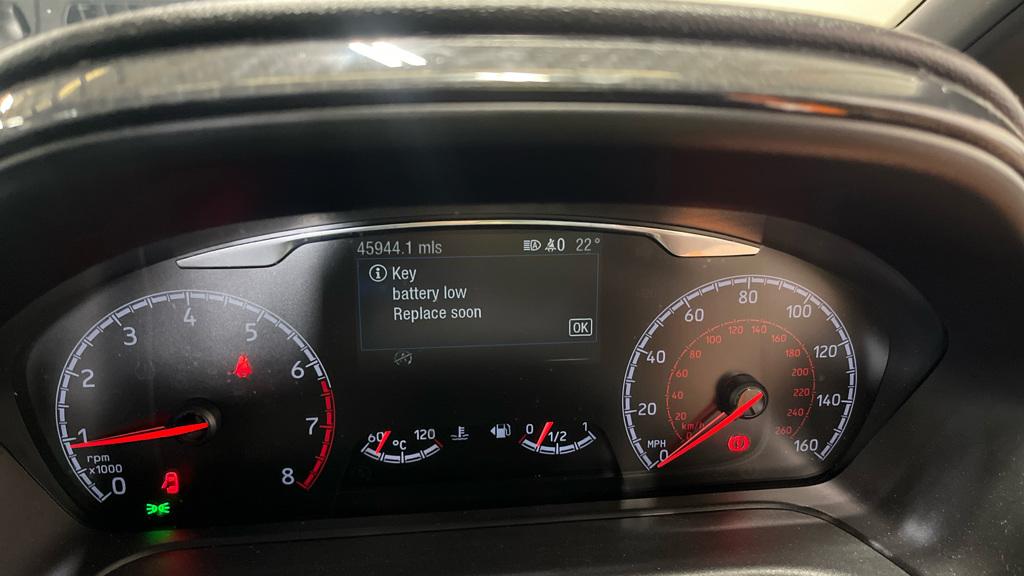 45944.1 mls 0 22°
Key
battery low
Replace soon
OK
0 1 2 3 4 5 6 7 8
rpm
x1000
60 °C 120
0 1/2 1
0 20 40 60 80 100 120 140 160
MPH
km/h
20 40 60 80 100 120 140 160 180 200 220 240 260